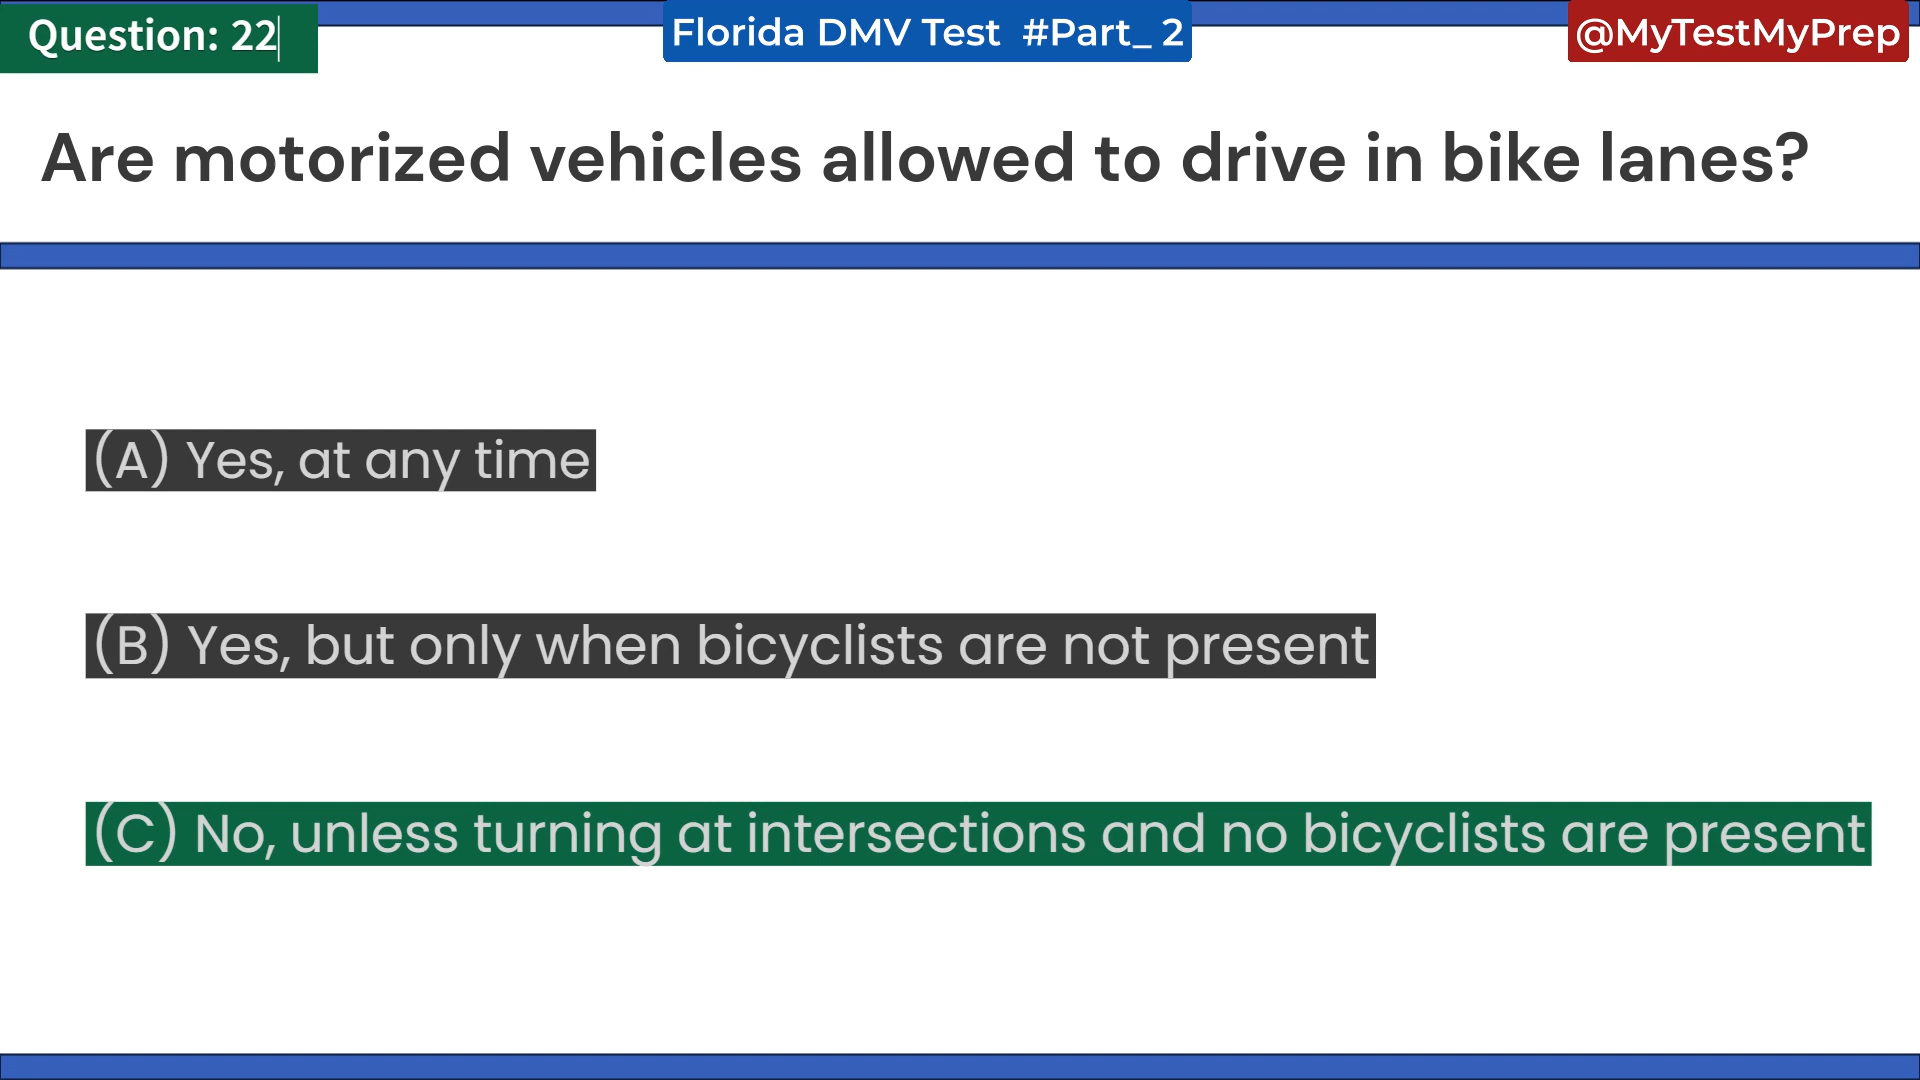 Question: 22
Florida DMV Test #Part_ 2
@MyTestMyPrep
Are motorized vehicles allowed to drive in bike lanes?
(A) Yes, at any time
(B) Yes, but only when bicyclists are not present
(C) No, unless turning at intersections and no bicyclists are present